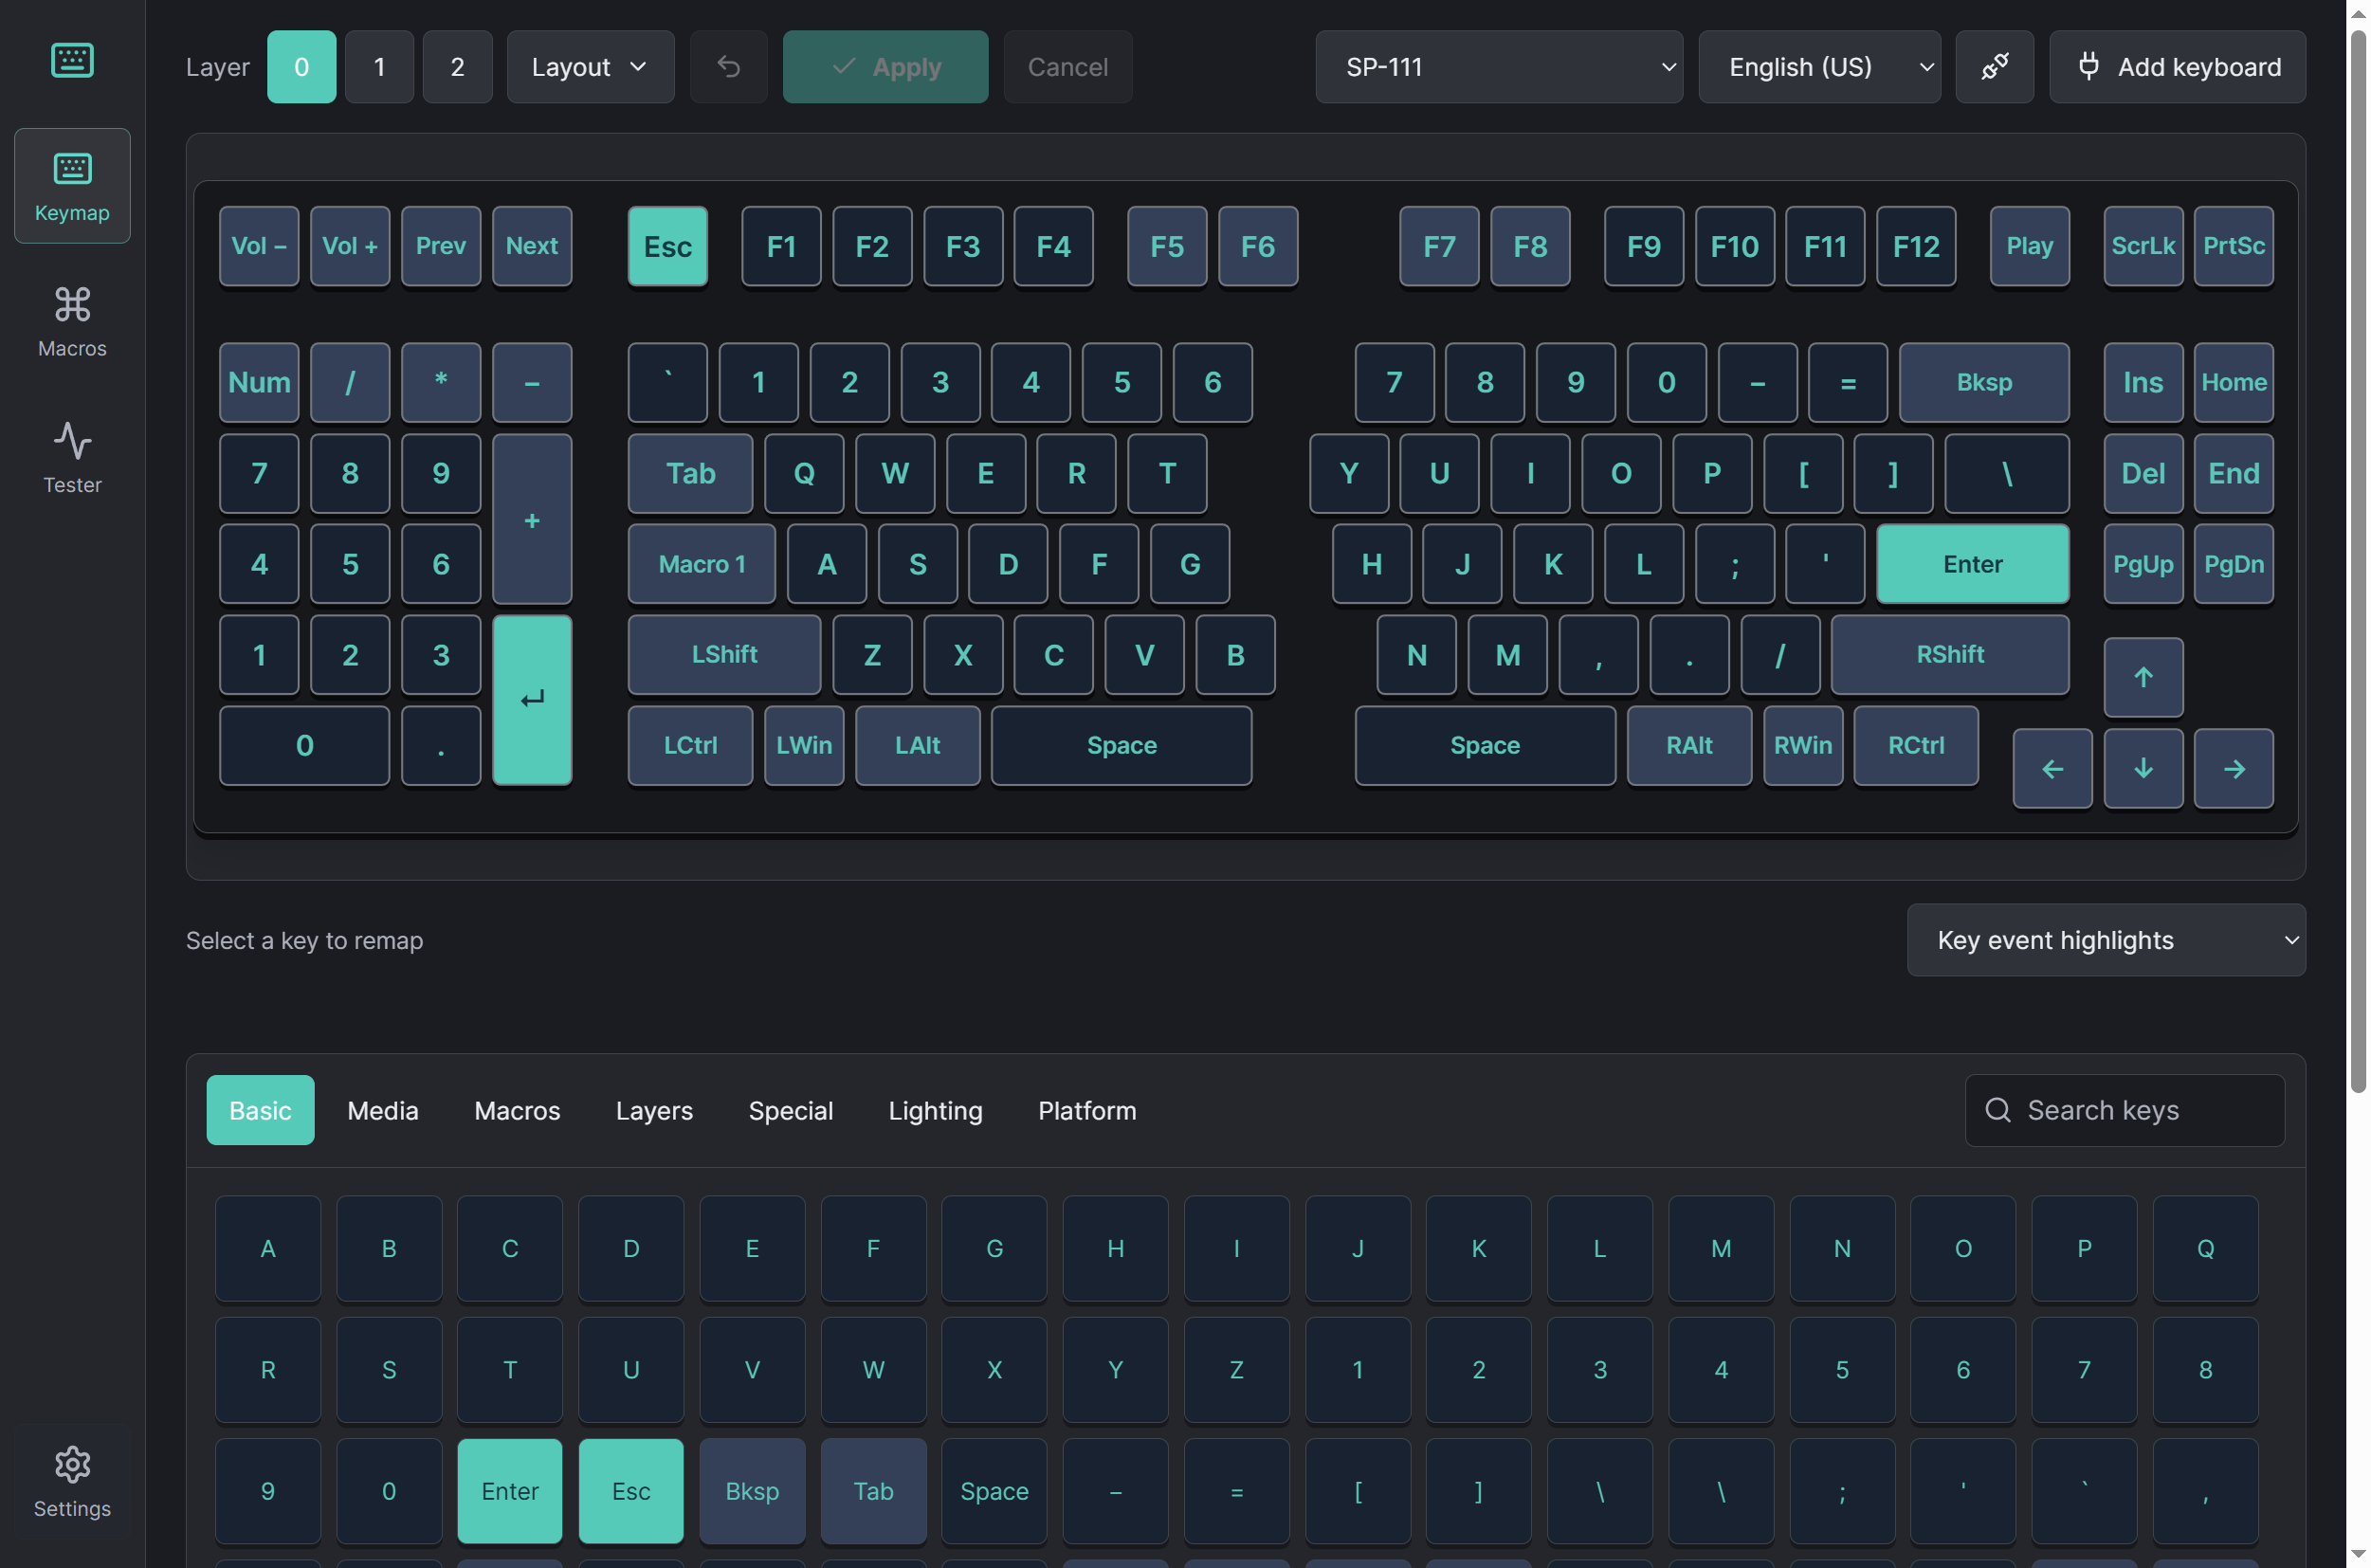 Layer 0 1 2 Layout Apply Cancel SP-111 English (US) Add keyboard
Keymap
Macros
Tester
Settings
Vol – Vol + Prev Next Esc F1 F2 F3 F4 F5 F6 F7 F8 F9 F10 F11 F12 Play ScrLk PrtSc
Num / * – ` 1 2 3 4 5 6 7 8 9 0 – = Bksp Ins Home
7 8 9 + Tab Q W E R T Y U I O P [ ] \ Del End
4 5 6 Macro 1 A S D F G H J K L ; ' Enter PgUp PgDn
1 2 3 ↵ LShift Z X C V B N M , . / RShift ↑
0 . LCtrl LWin LAlt Space Space RAlt RWin RCtrl ← ↓ →
Select a key to remap Key event highlights
Basic Media Macros Layers Special Lighting Platform Search keys
A B C D E F G H I J K L M N O P Q
R S T U V W X Y Z 1 2 3 4 5 6 7 8
9 0 Enter Esc Bksp Tab Space – = [ ] \ \ ; ' ` ,